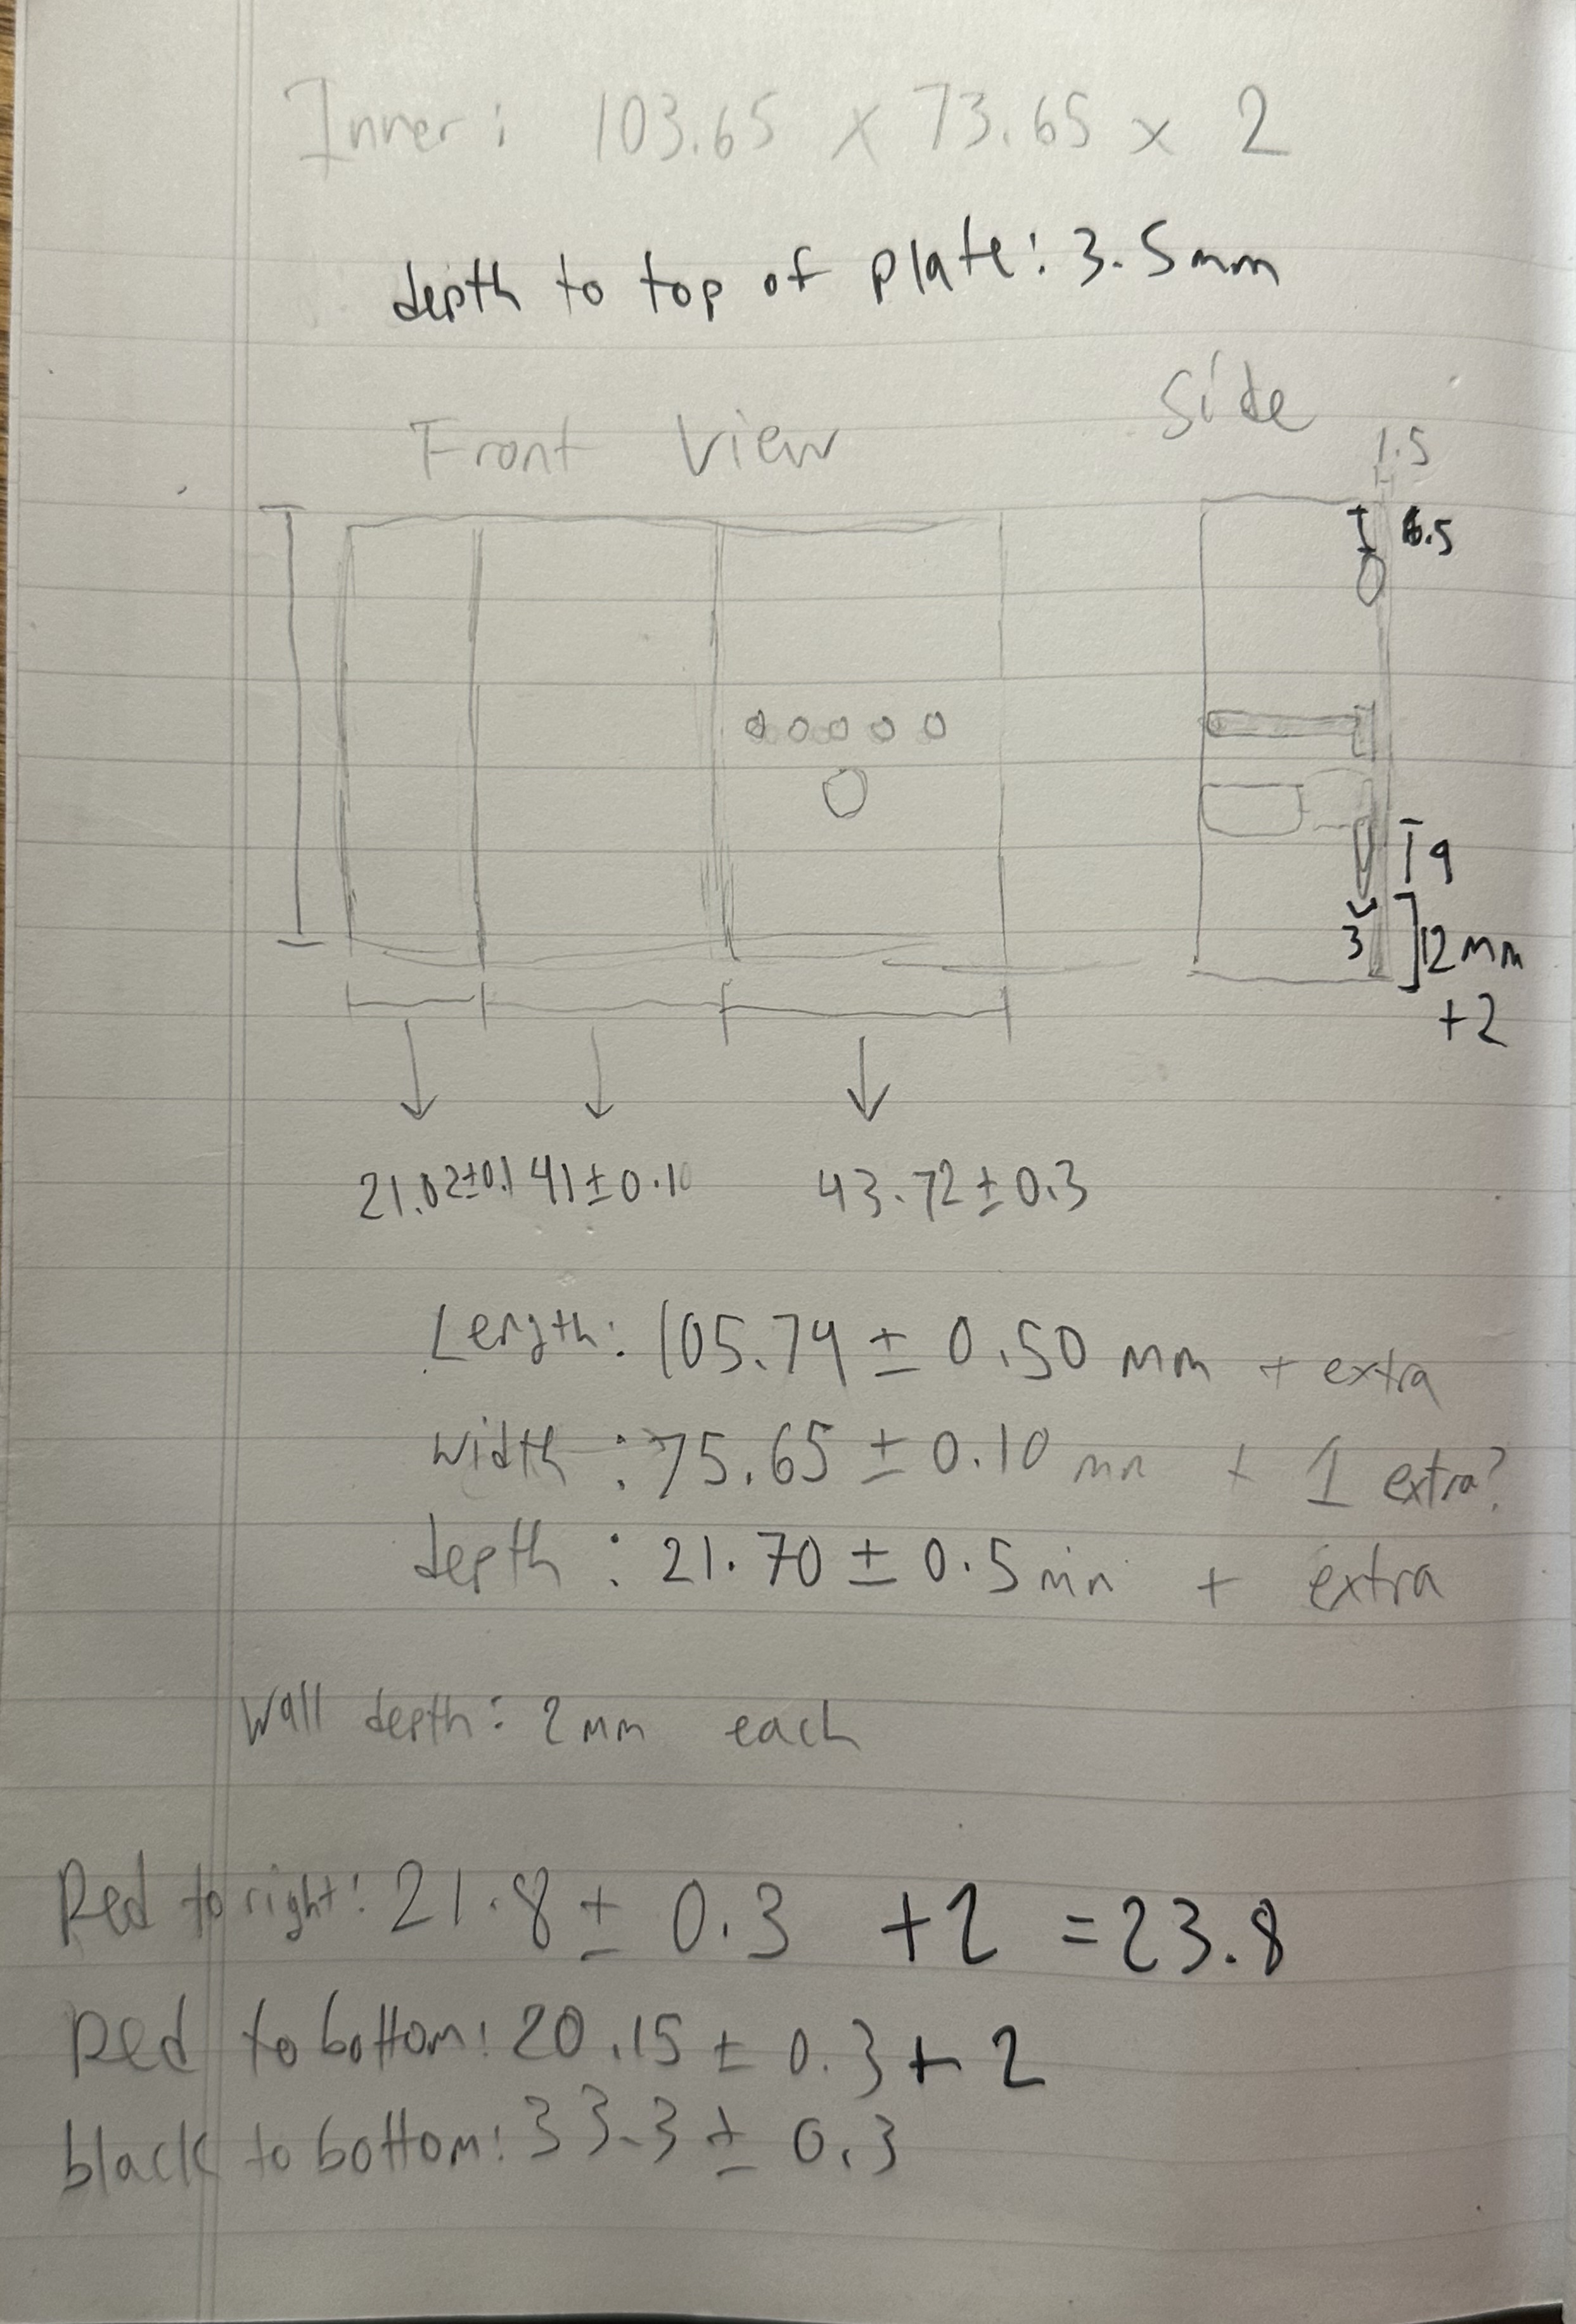 Inner: 103.65 x 73.65 x 2
depth to top of plate: 3.5mm
Side
Front View
1.5
6.5
9
3
12mm
+2
21.02±0.1 41±0.10 43.72±0.3
Length: 105.74 ± 0.50 mm + extra
width: 75.65 ± 0.10 mm + 1 extra?
depth: 21.70 ± 0.5mm + extra
Wall depth: 2mm each
Red to right: 21.8 ± 0.3 +2 = 23.8
Red to bottom: 20.15 ± 0.3 + 2
black to bottom: 33.3 ± 0.3